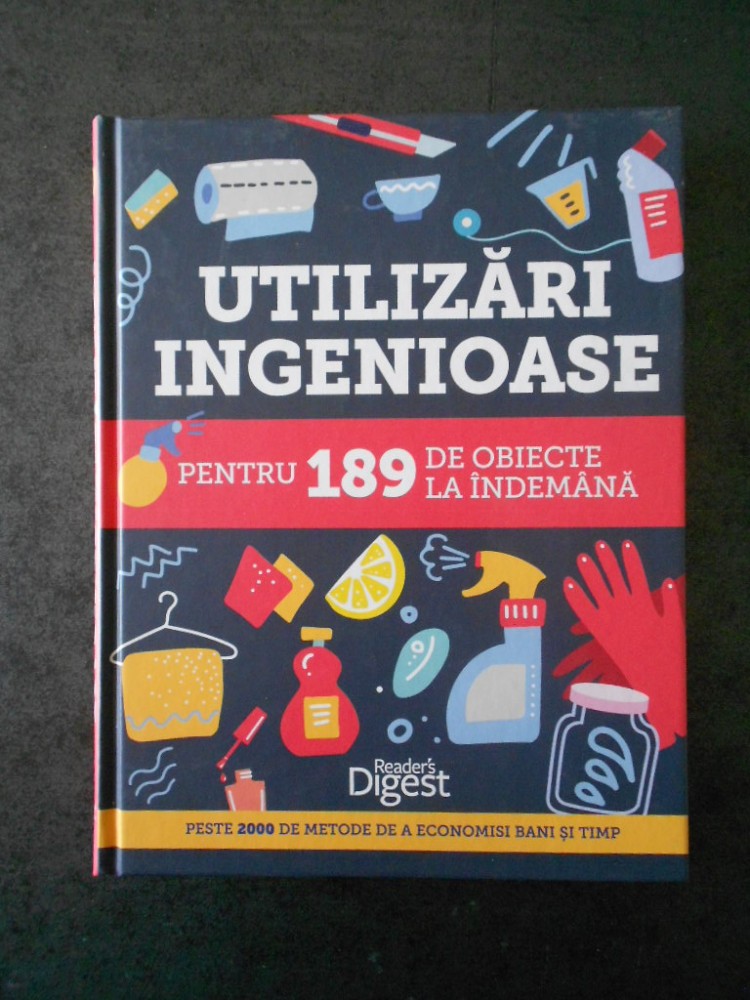 UTILIZĂRI
INGENIOASE
PENTRU 189 DE OBIECTE
LA ÎNDEMÂNĂ
Reader's
Digest
PESTE 2000 DE METODE DE A ECONOMISI BANI ȘI TIMP